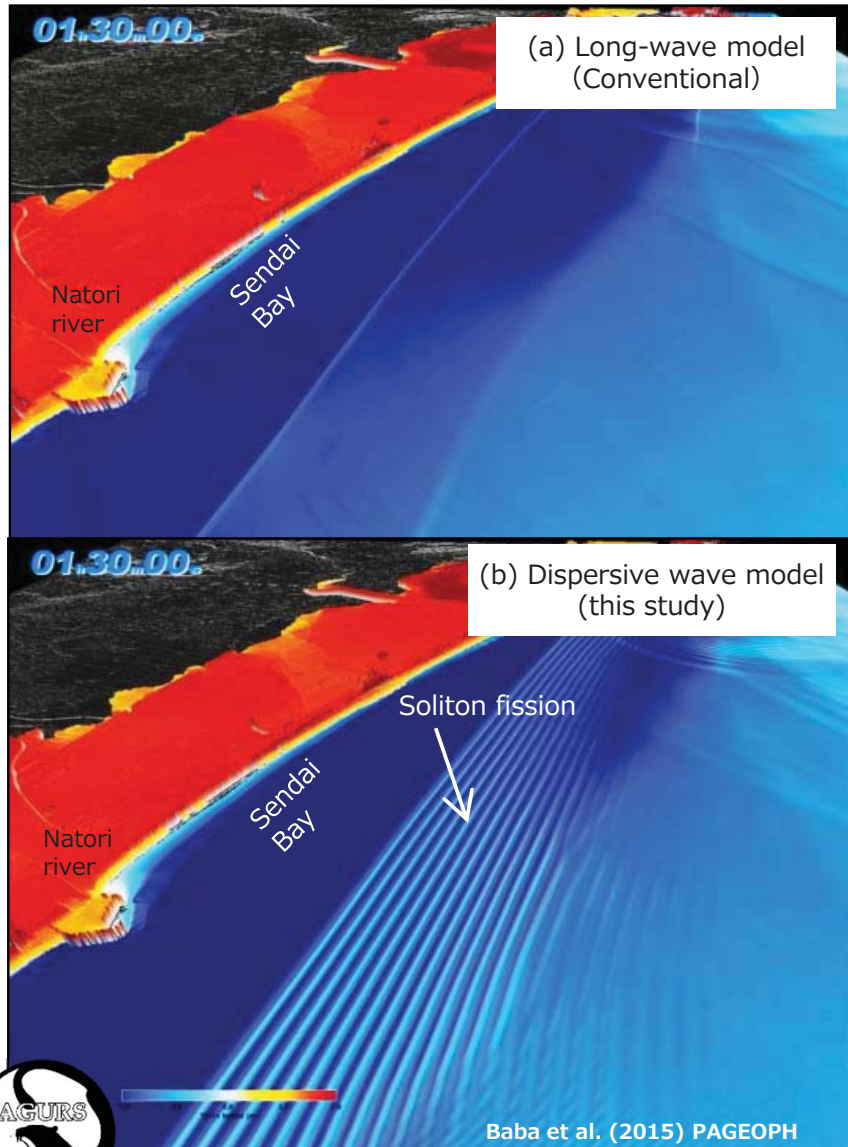 01.30.00.
(a) Long-wave model
(Conventional)
Sendai
Bay
Natori
river
01.30.00.
(b) Dispersive wave model
(this study)
Soliton fission
Sendai
Bay
Natori
river
AGURS
Baba et al. (2015) PAGEOPH